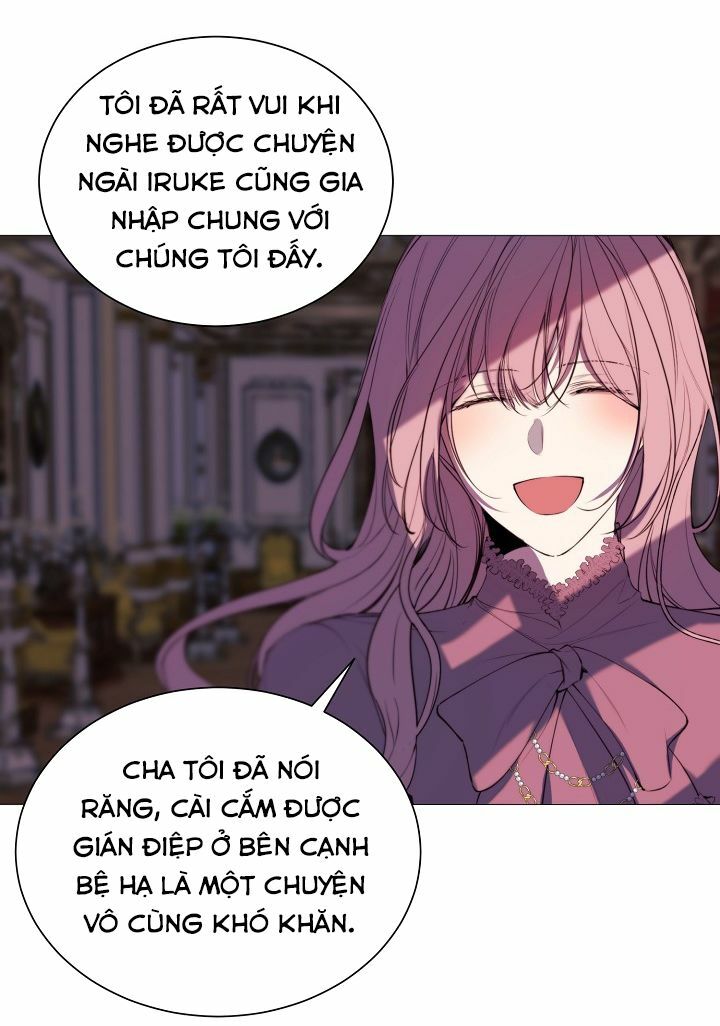 TÔI ĐÃ RẤT VUI KHI
NGHE ĐƯỢC CHUYỆN
NGÀI IRUKE CŨNG GIA
NHẬP CHUNG VỚI
CHÚNG TÔI ĐẤY.
CHA TÔI ĐÃ NÓI
RĂNG, CÀI CẮM ĐƯỢC
GIÁN ĐIỆP Ở BÊN CẠNH
BỆ HẠ LÀ MỘT CHUYỆN
VÔ CÙNG KHÓ KHĂN.